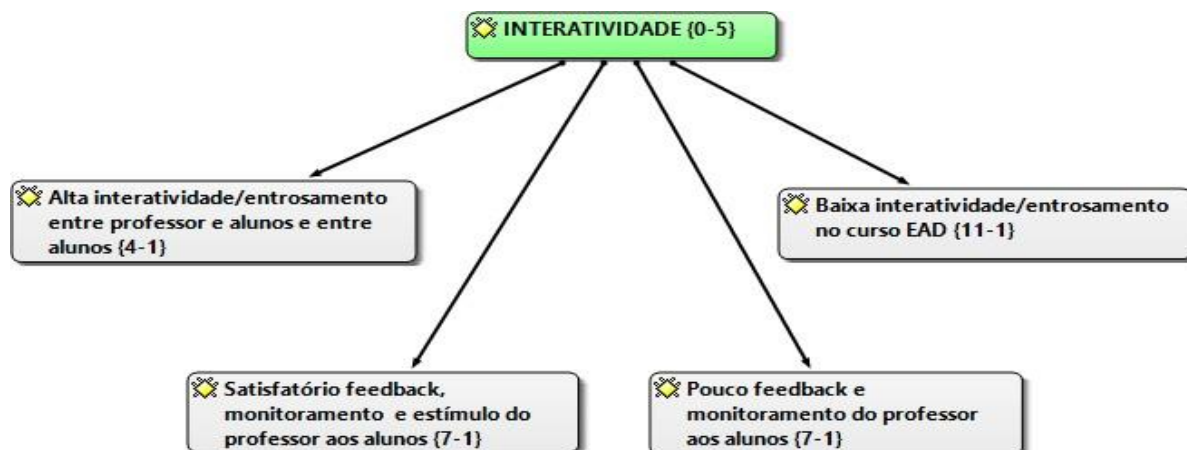 INTERATIVIDADE {0-5}
Alta interatividade/entrosamento
entre professor e alunos e entre
alunos {4-1}
Baixa interatividade/entrosamento
no curso EAD {11-1}
Satisfatório feedback,
monitoramento e estímulo do
professor aos alunos {7-1}
Pouco feedback e
monitoramento do professor
aos alunos {7-1}